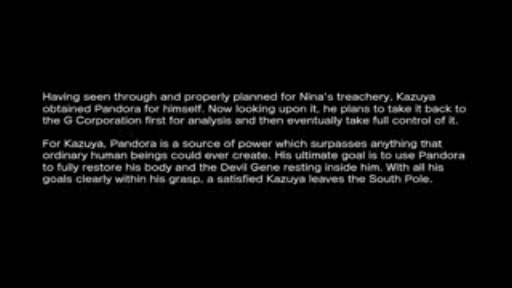 Having seen through and properly planned for Nina's treachery, Kazuya
obtained Pandora for himself. Now looking upon it, he plans to take it back to
the G Corporation first for analysis and then eventually take full control of it.
For Kazuya, Pandora is a source of power which surpasses anything that
ordinary human beings could ever create. His ultimate goal is to use Pandora
to fully restore his body and the Devil Gene resting inside him. With all his
goals clearly within his grasp, a satisfied Kazuya leaves the South Pole.